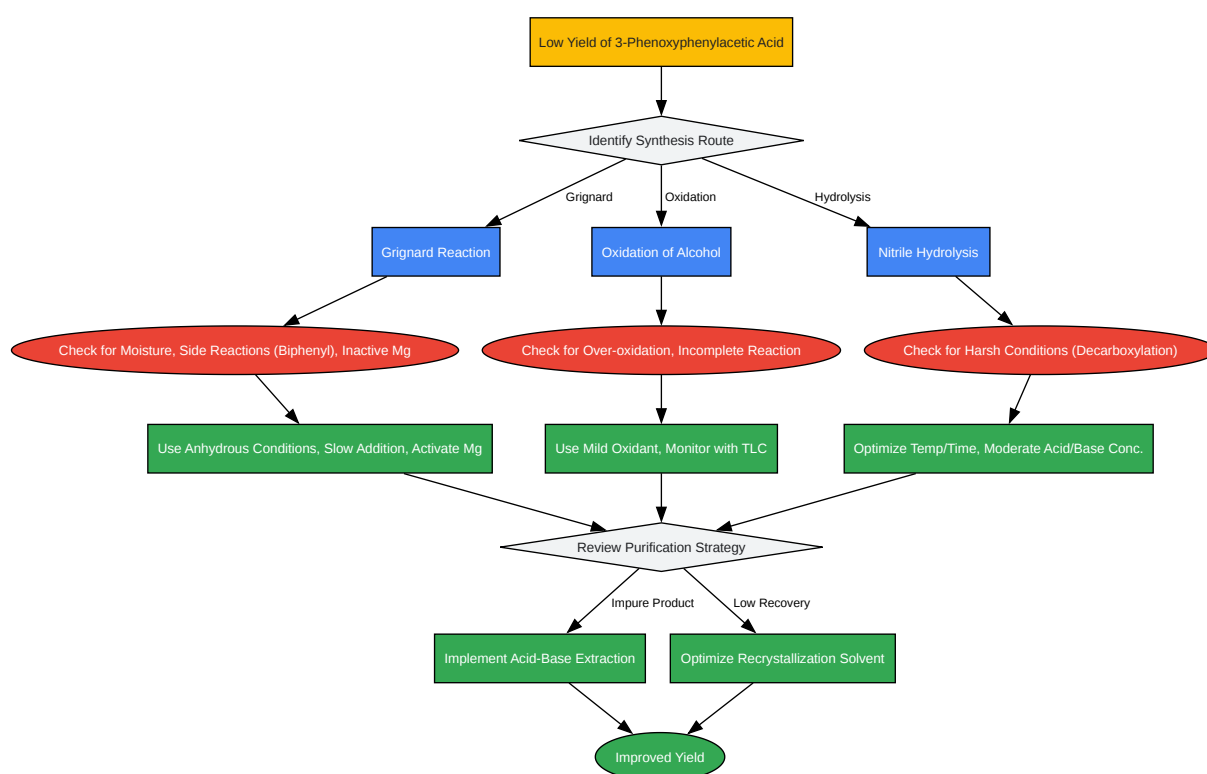 Low Yield of 3-Phenoxyphenylacetic Acid
Identify Synthesis Route
Grignard
Oxidation
Hydrolysis
Grignard Reaction
Oxidation of Alcohol
Nitrile Hydrolysis
Check for Moisture, Side Reactions (Biphenyl), Inactive Mg
Check for Over-oxidation, Incomplete Reaction
Check for Harsh Conditions (Decarboxylation)
Use Anhydrous Conditions, Slow Addition, Activate Mg
Use Mild Oxidant, Monitor with TLC
Optimize Temp/Time, Moderate Acid/Base Conc.
Review Purification Strategy
Impure Product
Low Recovery
Implement Acid-Base Extraction
Optimize Recrystallization Solvent
Improved Yield